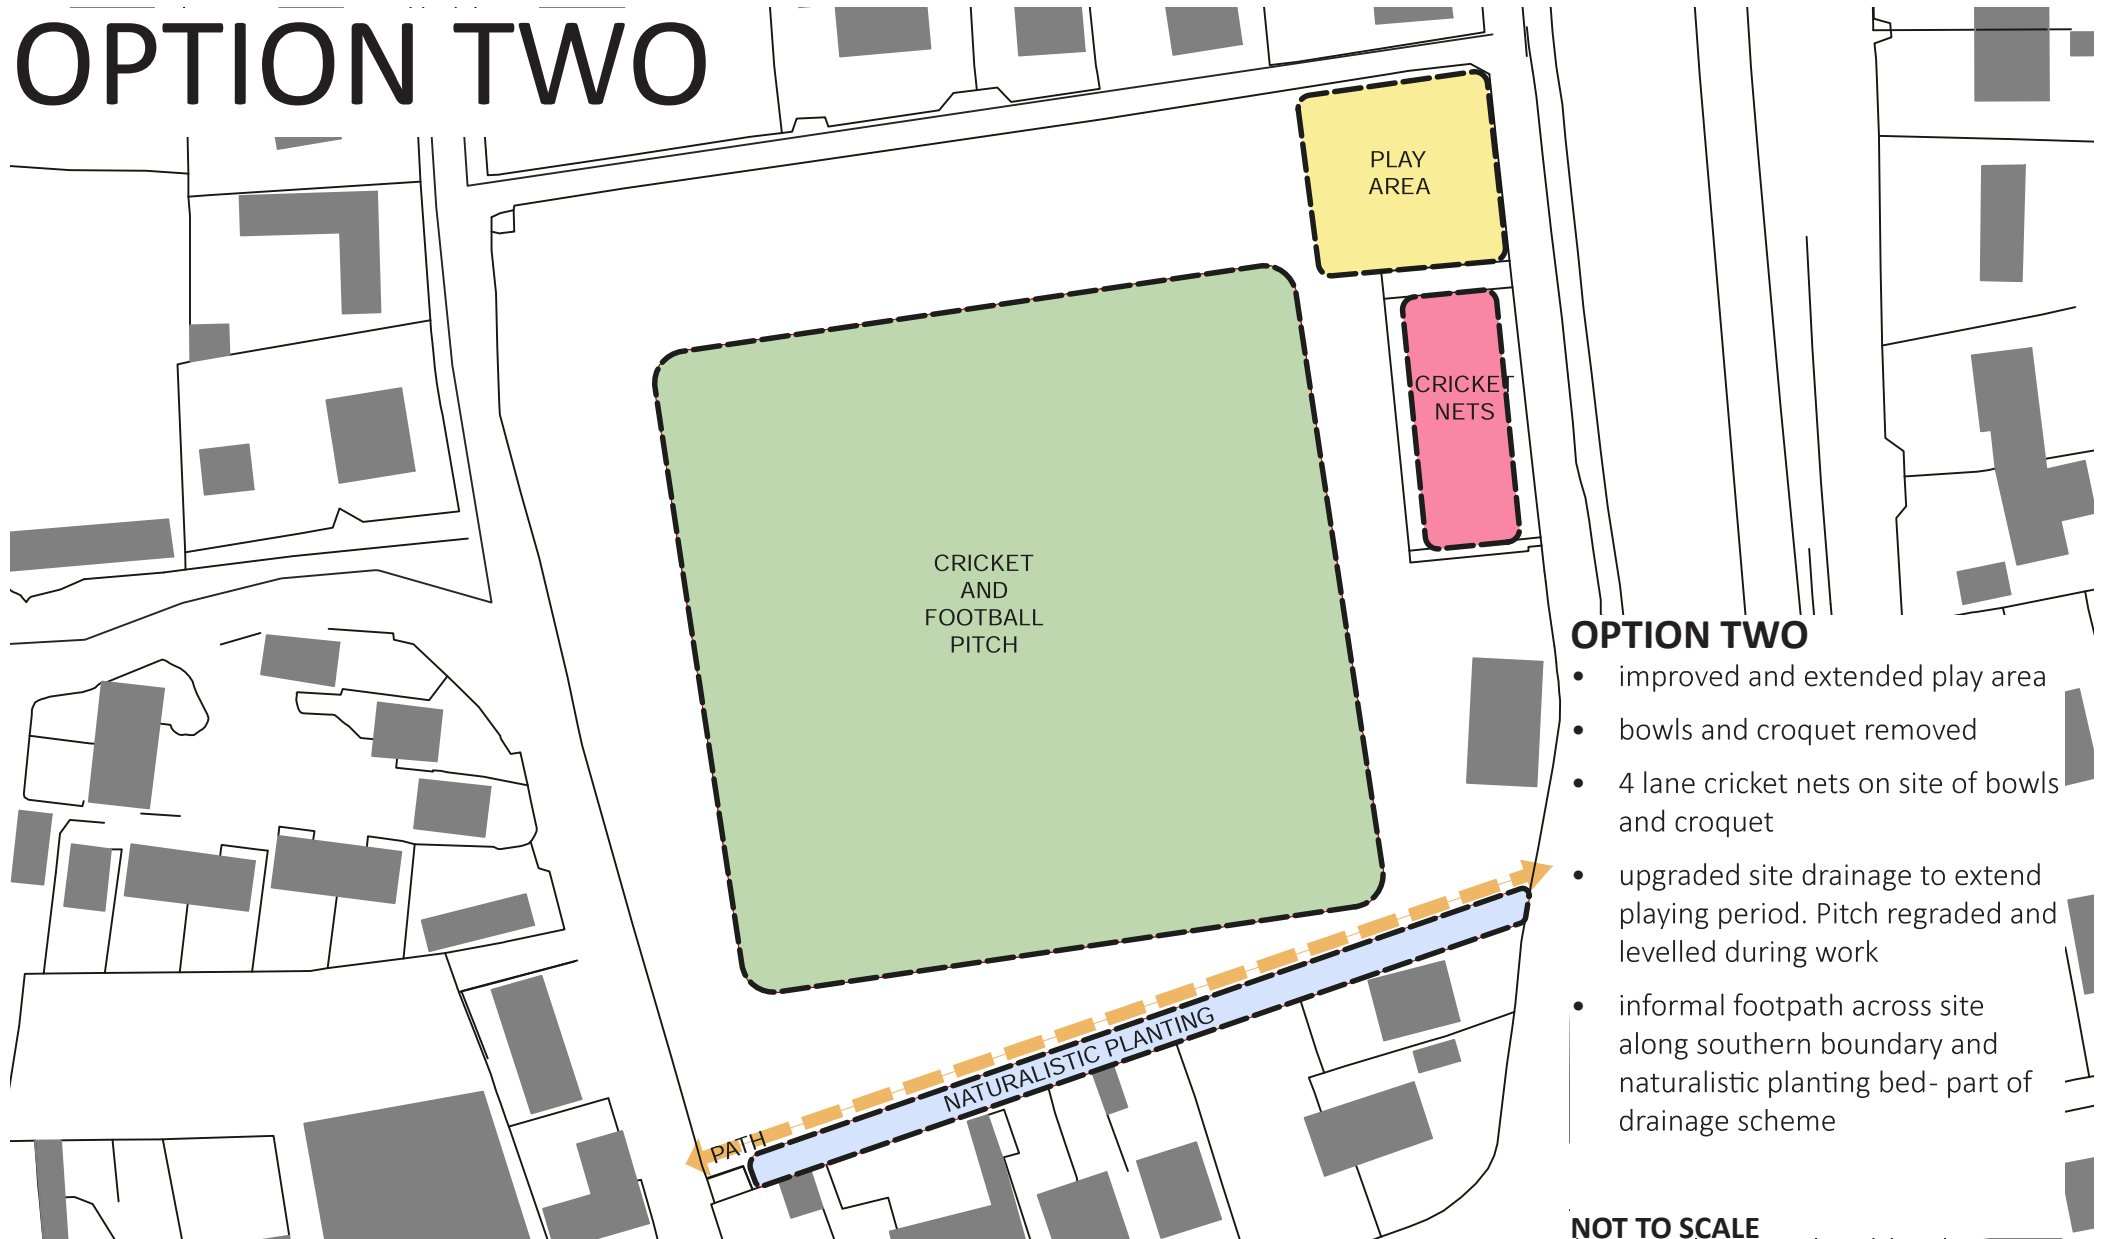 OPTION TWO
PLAY
AREA
CRICKET
NETS
CRICKET
AND
FOOTBALL
PITCH
NATURALISTIC PLANTING
PATH
OPTION TWO
• improved and extended play area
• bowls and croquet removed
• 4 lane cricket nets on site of bowls
and croquet
• upgraded site drainage to extend
playing period. Pitch regraded and
levelled during work
• informal footpath across site
along southern boundary and
naturalistic planting bed- part of
drainage scheme
NOT TO SCALE